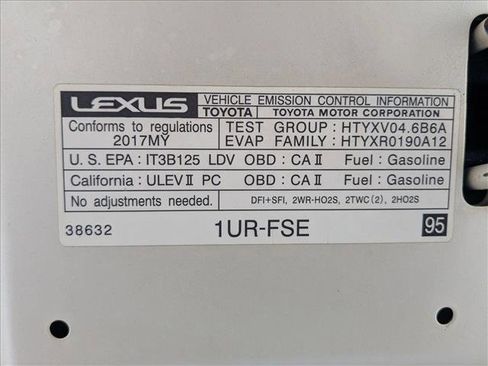 LEXUS VEHICLE EMISSION CONTROL INFORMATION
TOYOTA TOYOTA MOTOR CORPORATION
Conforms to regulations TEST GROUP : HTYXV04.6B6A
2017MY EVAP FAMILY : HTYXR0190A12
U. S. EPA : IT3B125 LDV OBD : CA II Fuel : Gasoline
California : ULEV II PC OBD : CA II Fuel : Gasoline
No adjustments needed. DFI+SFI, 2WR-HO2S, 2TWC(2), 2HO2S
38632 1UR-FSE 95